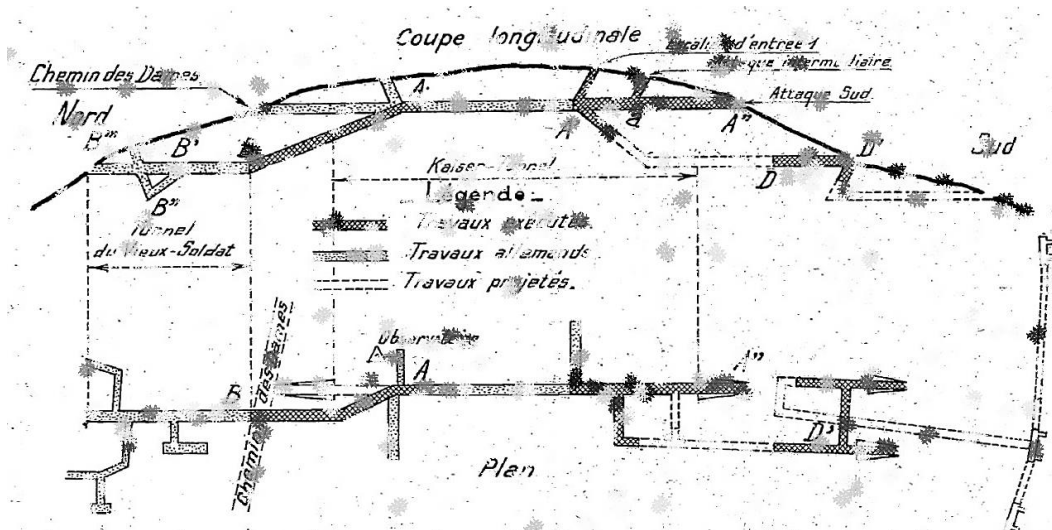 Coupe longitudinale
Escalier d'entrée 1
Attaque intermédiaire
Chemin des Dames
A.
Attaque Sud
Nord
B'''
B'
B
A'
A''
D'
Sud
D
B''
Kaiser-Tunnel
Légende:
Travaux exécutés.
Travaux allemands
Travaux projetés.
Tunnel
du Vieux-Soldat
Chemin des Dames
Observatoire
A
A''
B
D'
Plan